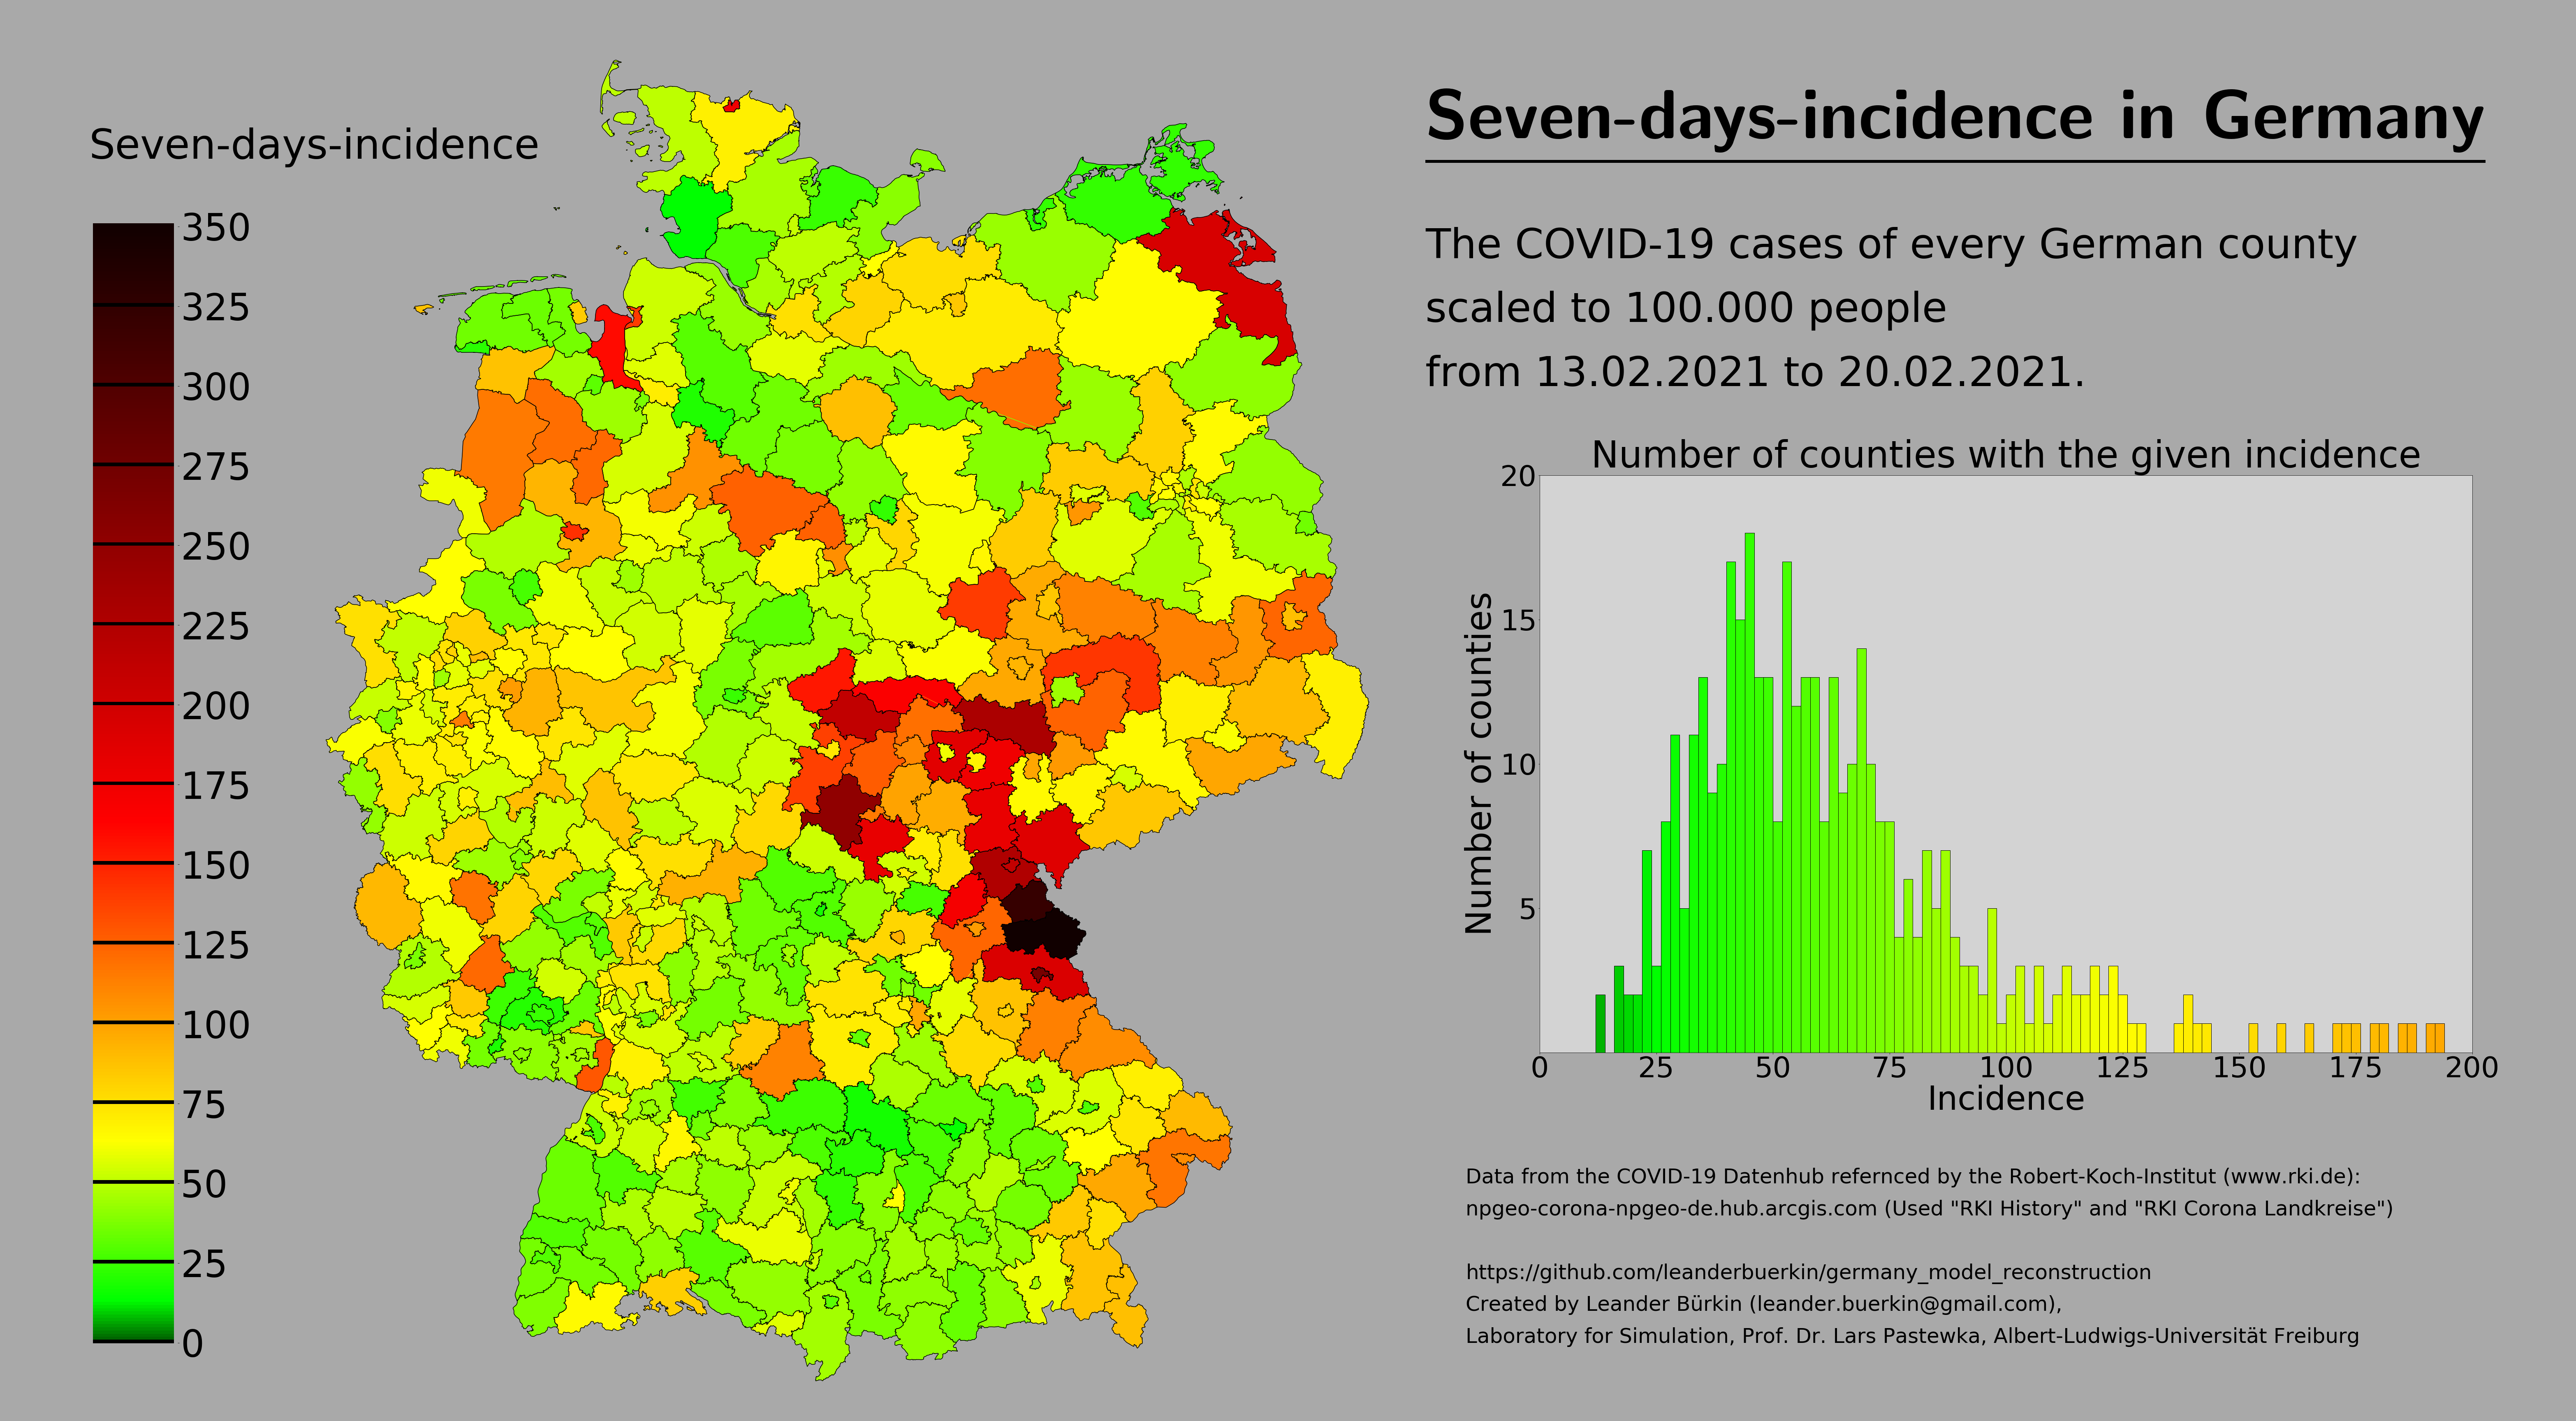 Seven-days-incidence in Germany
Seven-days-incidence
350
325
300
275
250
225
200
175
150
125
100
75
50
25
0
The COVID-19 cases of every German county
scaled to 100.000 people
from 13.02.2021 to 20.02.2021.
Number of counties with the given incidence
20
15
10
5
Number of counties
0 25 50 75 100 125 150 175 200
Incidence
Data from the COVID-19 Datenhub refernced by the Robert-Koch-Institut (www.rki.de):
npgeo-corona-npgeo-de.hub.arcgis.com (Used "RKI History" and "RKI Corona Landkreise")
https://github.com/leanderbuerkin/germany_model_reconstruction
Created by Leander Bürkin (leander.buerkin@gmail.com),
Laboratory for Simulation, Prof. Dr. Lars Pastewka, Albert-Ludwigs-Universität Freiburg